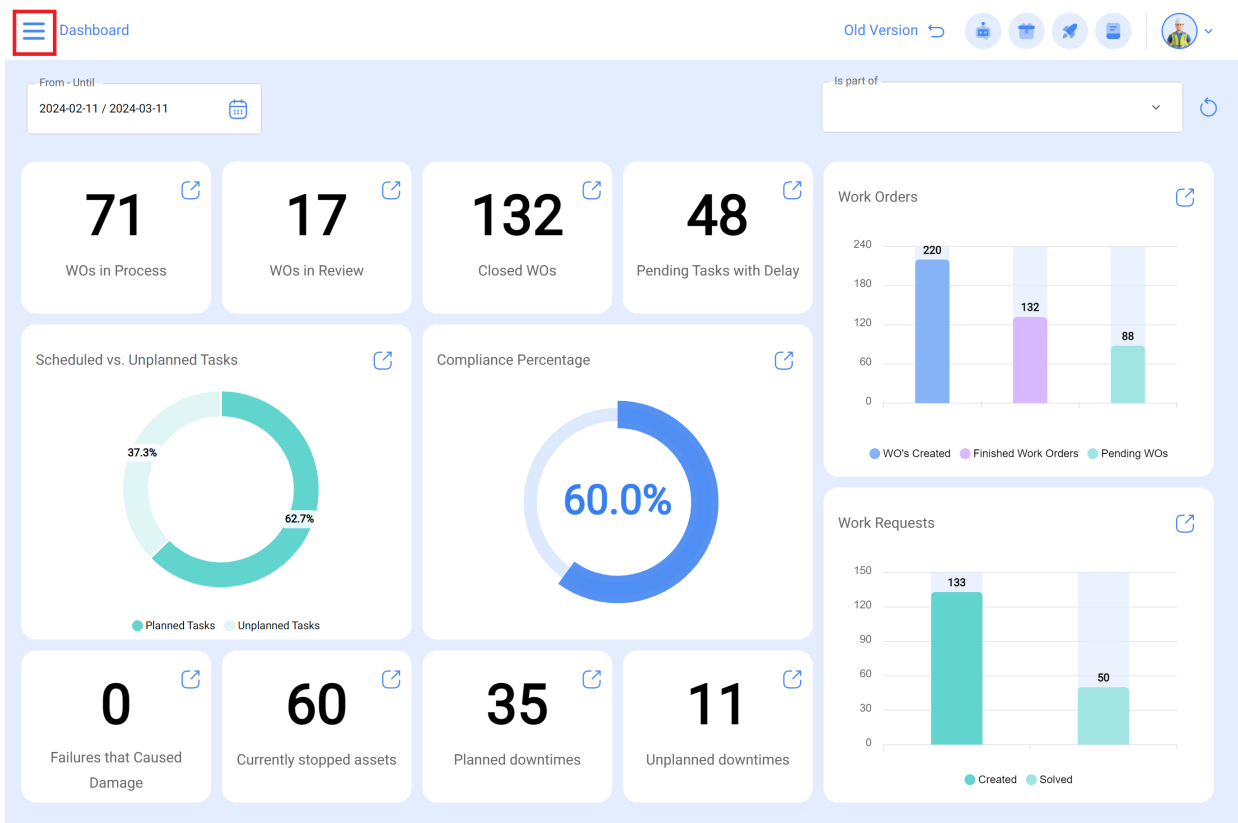 Dashboard
Old Version
From - Until
2024-02-11 / 2024-03-11
Is part of
71
WOs in Process
17
WOs in Review
132
Closed WOs
48
Pending Tasks with Delay
Work Orders
240
180
120
60
0
220
132
88
WO's Created
Finished Work Orders
Pending WOs
Scheduled vs. Unplanned Tasks
37.3%
62.7%
Planned Tasks
Unplanned Tasks
Compliance Percentage
60.0%
Work Requests
150
120
90
60
30
0
133
50
Created
Solved
0
Failures that Caused
Damage
60
Currently stopped assets
35
Planned downtimes
11
Unplanned downtimes